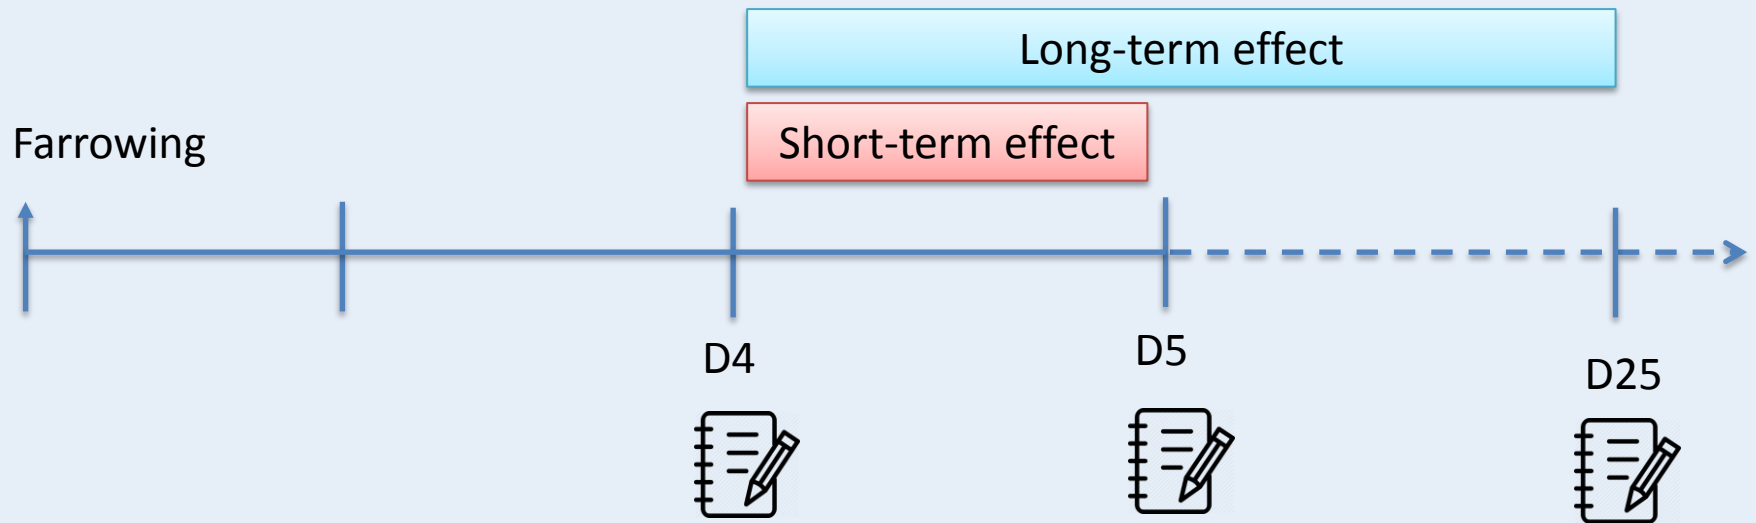 Long-term effect
Short-term effect
Farrowing
D4
D5
D25